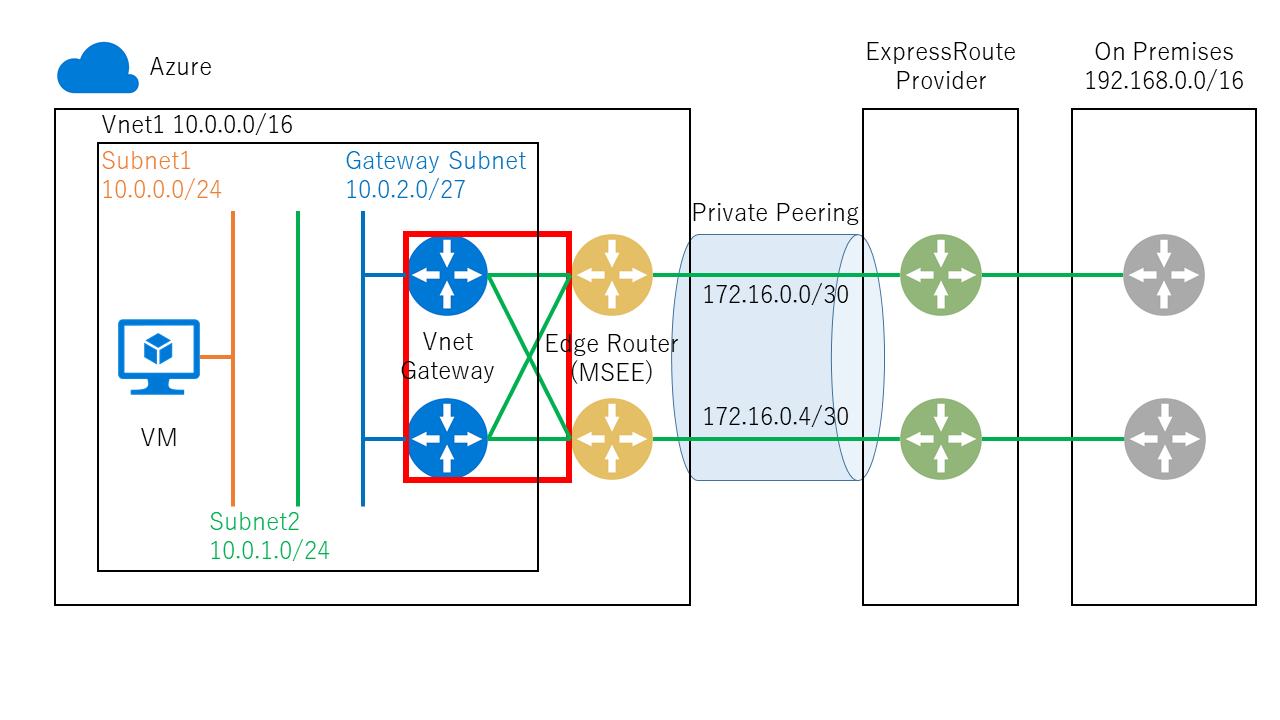 Azure
ExpressRoute
Provider
On Premises
192.168.0.0/16
Vnet1 10.0.0.0/16
Subnet1
10.0.0.0/24
Gateway Subnet
10.0.2.0/27
Private Peering
172.16.0.0/30
Vnet
Gateway
Edge Router
(MSEE)
172.16.0.4/30
VM
Subnet2
10.0.1.0/24